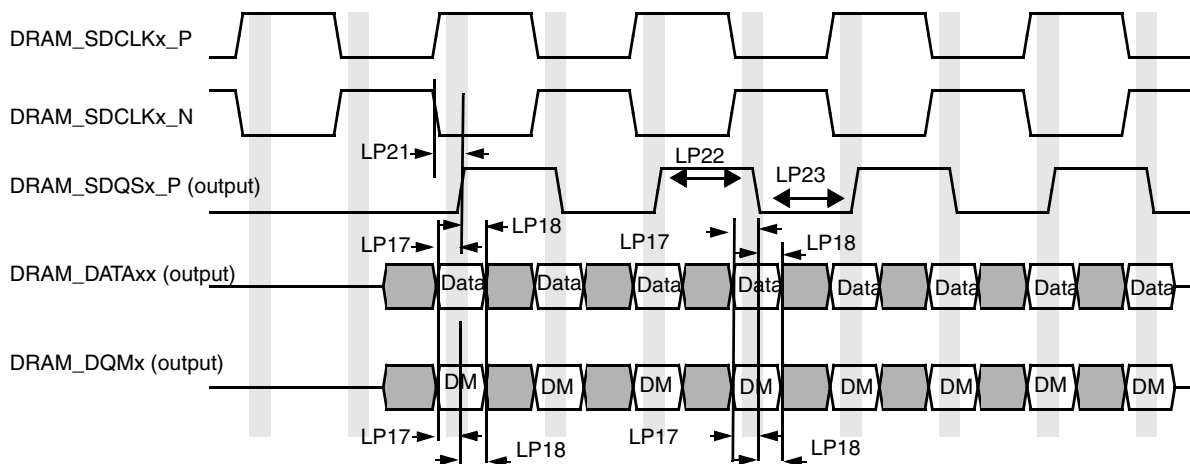 DRAM_SDCLKx_P
DRAM_SDCLKx_N
LP21
LP22
DRAM_SDQSx_P (output)
LP23
LP18
LP17
LP17
LP18
DRAM_DATAxx (output)
Data Data Data Data Data Data Data Data
DRAM_DQMx (output)
DM DM DM DM DM DM DM DM
LP17
LP18
LP17
LP18